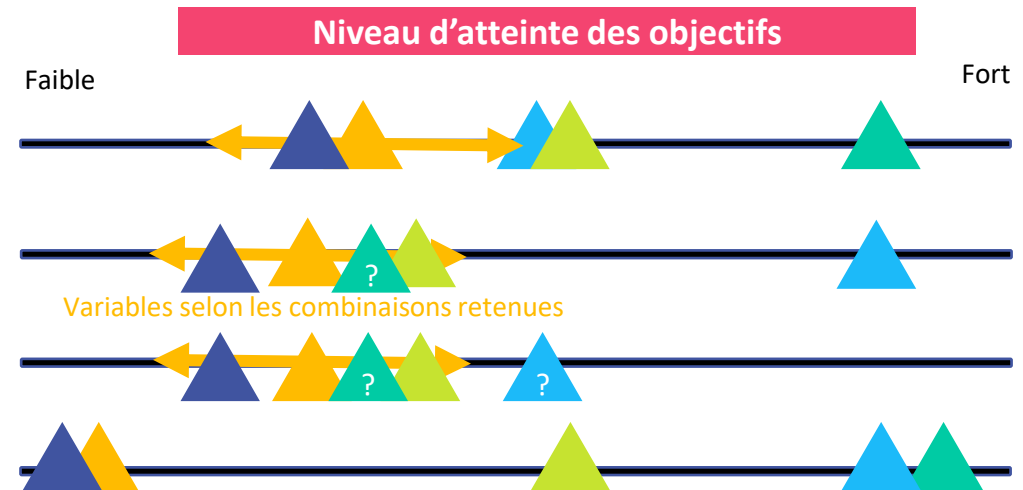 Niveau d’atteinte des objectifs
Faible
Fort
?
Variables selon les combinaisons retenues
?
?